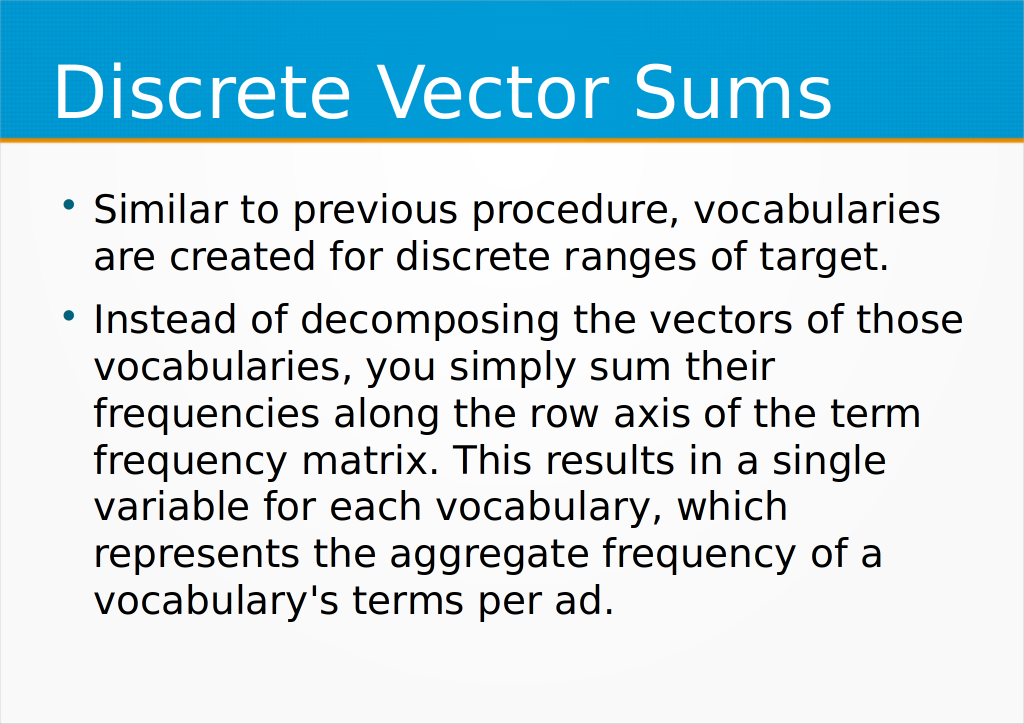 Discrete Vector Sums
• Similar to previous procedure, vocabularies
are created for discrete ranges of target.
• Instead of decomposing the vectors of those
vocabularies, you simply sum their
frequencies along the row axis of the term
frequency matrix. This results in a single
variable for each vocabulary, which
represents the aggregate frequency of a
vocabulary's terms per ad.